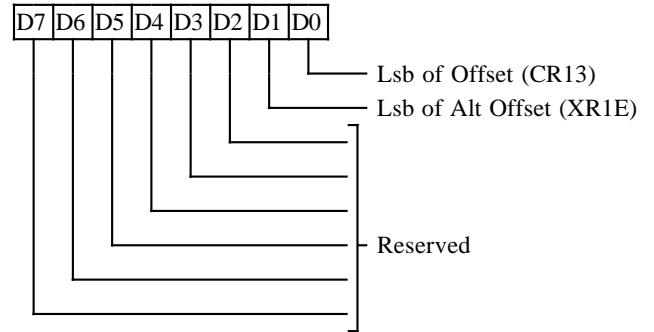 D7 D6 D5 D4 D3 D2 D1 D0
Lsb of Offset (CR13)
Lsb of Alt Offset (XR1E)
Reserved